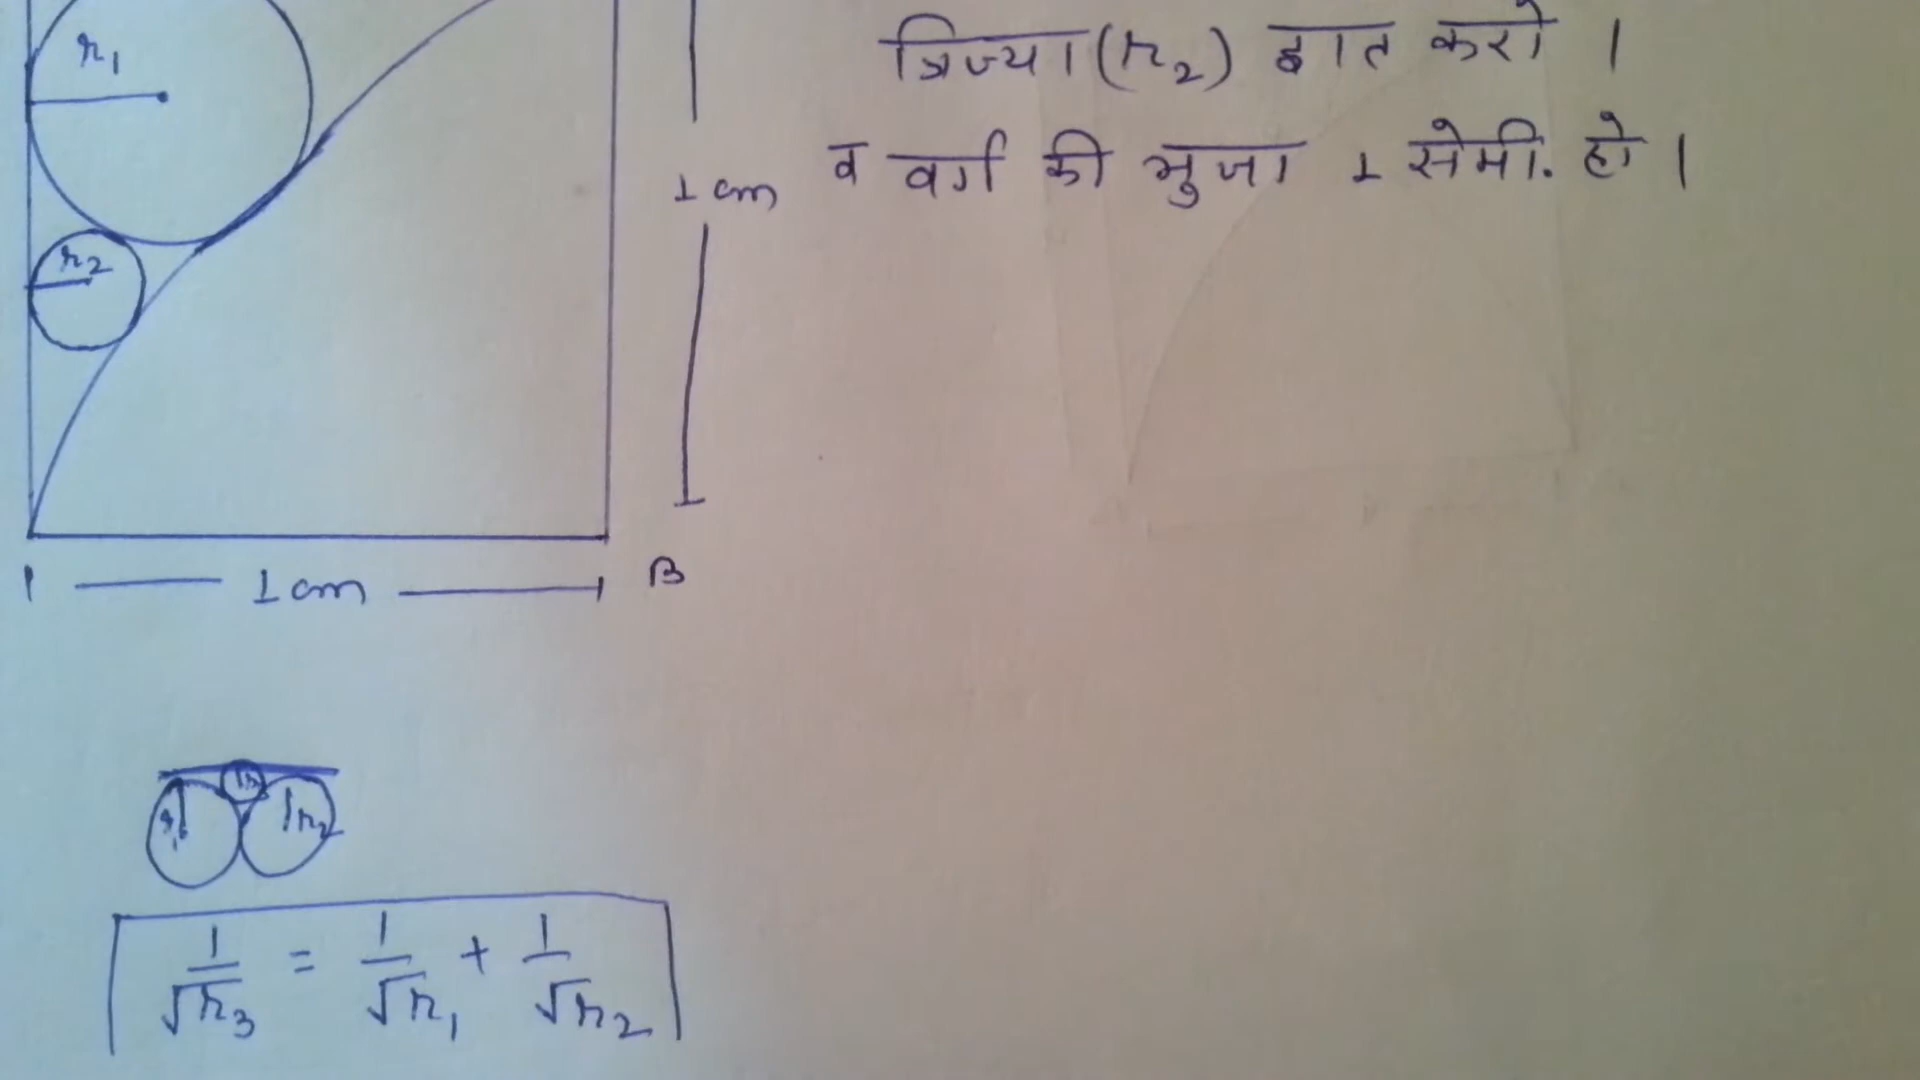 r₁
r₂
1 cm
1 cm
B
त्रिज्या (r₂) ज्ञात करो ।
व वर्ग की भुजा 1 सेमी. हो ।
r₁
r₂
1/√r₃ = 1/√r₁ + 1/√r₂